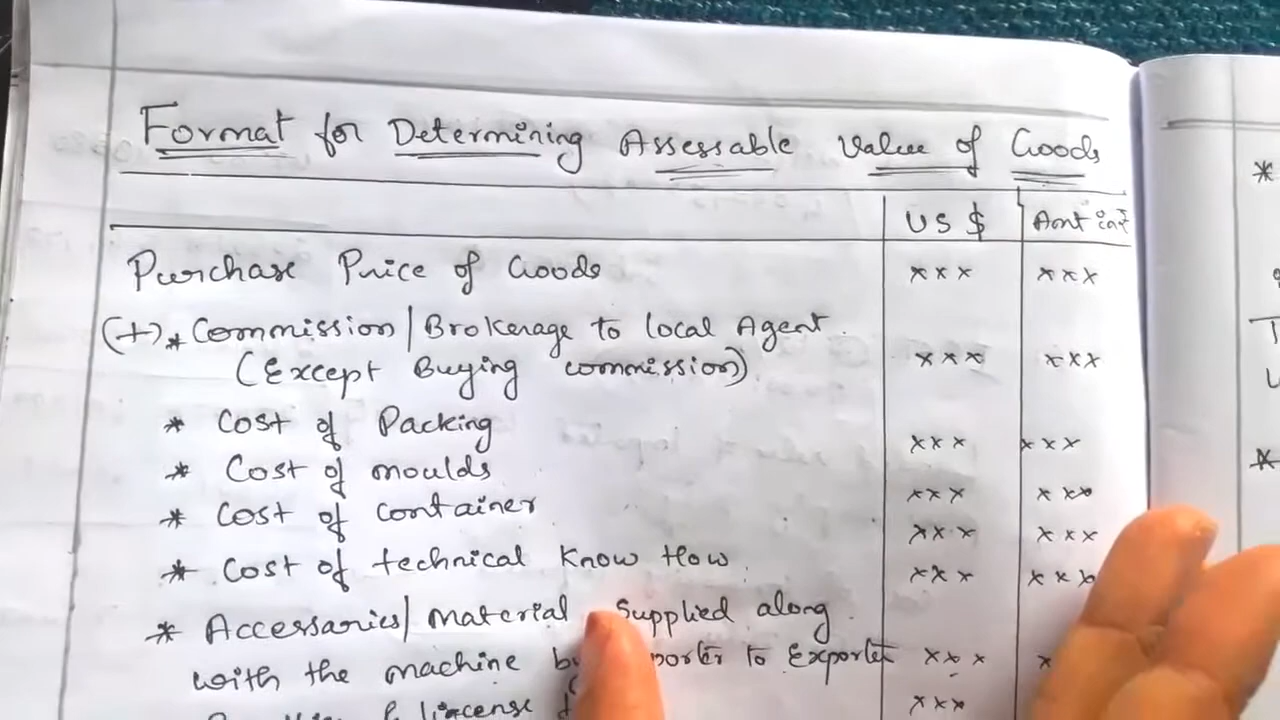 Format for Determining Assessable Value of Goods
US $ Amt in ₹
Purchase Price of Goods xxx xxx
(+) * Commission/Brokerage to local Agent.
(Except Buying commission) xxx xxx
* Cost of Packing xxx xxx
* Cost of moulds xxx xxx
* Cost of container xxx xxx
* Cost of technical Know How. xxx xxx
* Accessaries/material Supplied along
with the machine to Exporter xxx x
& liscense xxx
*
*